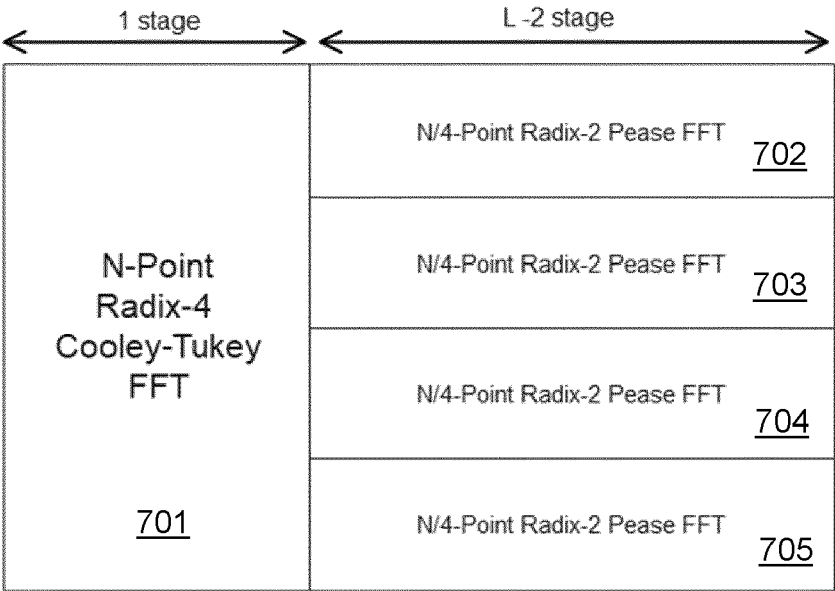 1 stage
L -2 stage
N-Point
Radix-4
Cooley-Tukey
FFT
701
N/4-Point Radix-2 Pease FFT
702
N/4-Point Radix-2 Pease FFT
703
N/4-Point Radix-2 Pease FFT
704
N/4-Point Radix-2 Pease FFT
705